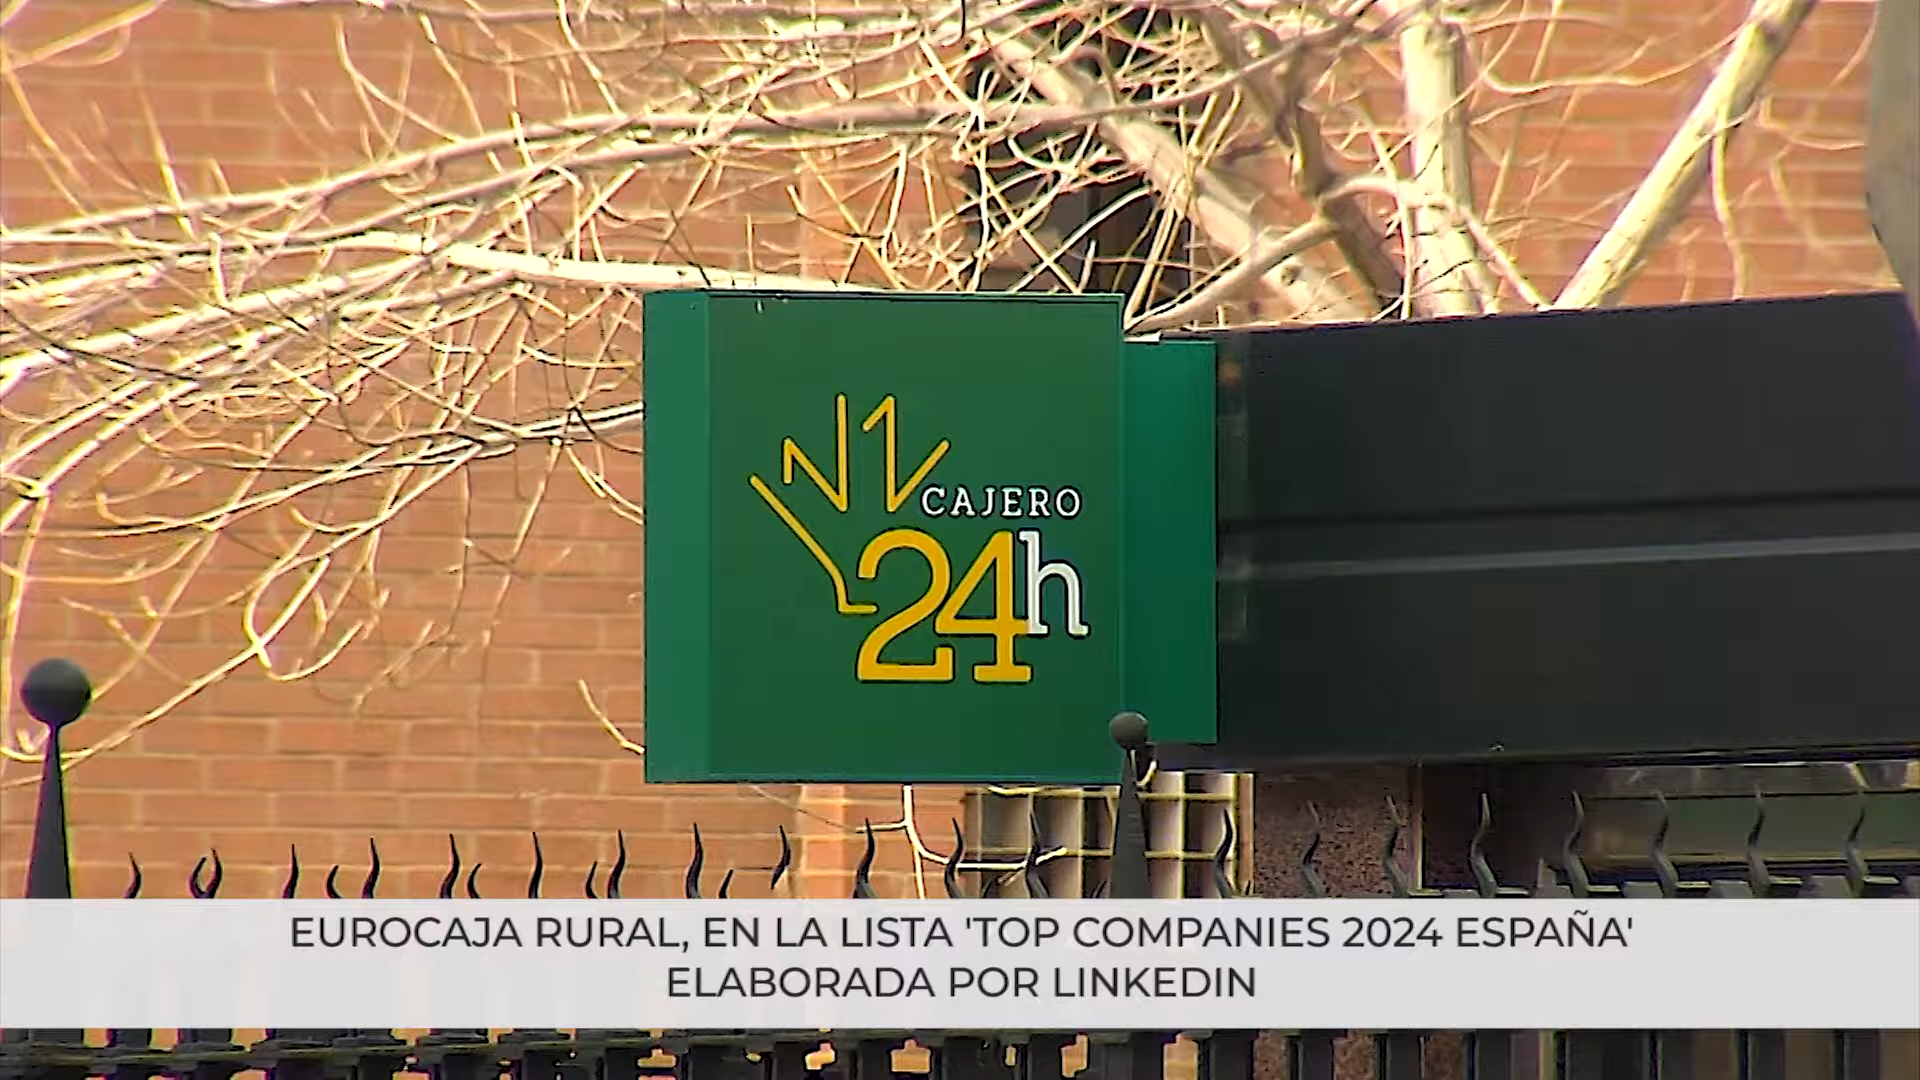 CAJERO
24h
EUROCAJA RURAL, EN LA LISTA 'TOP COMPANIES 2024 ESPAÑA'
ELABORADA POR LINKEDIN